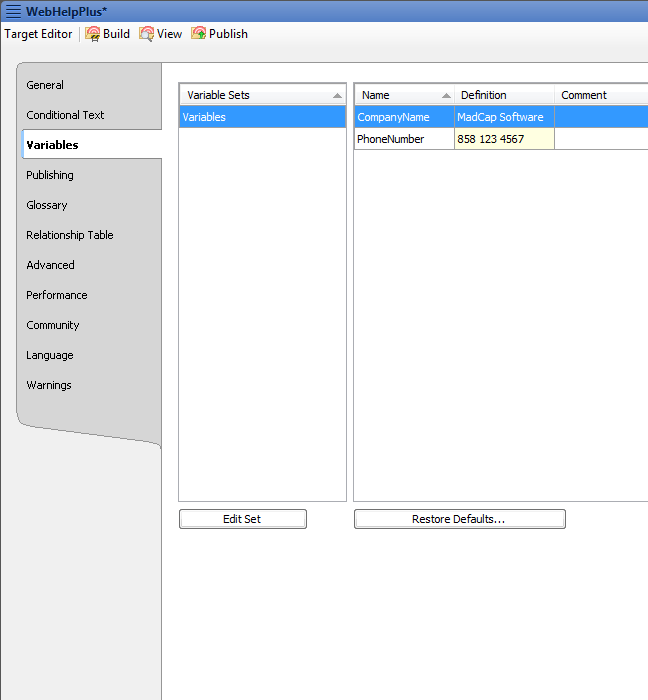 WebHelpPlus*
Target Editor Build View Publish
General
Conditional Text
Variables
Publishing
Glossary
Relationship Table
Advanced
Performance
Community
Language
Warnings
Variable Sets
Variables
Edit Set
Name Definition Comment
CompanyName MadCap Software
PhoneNumber 858 123 4567
Restore Defaults...